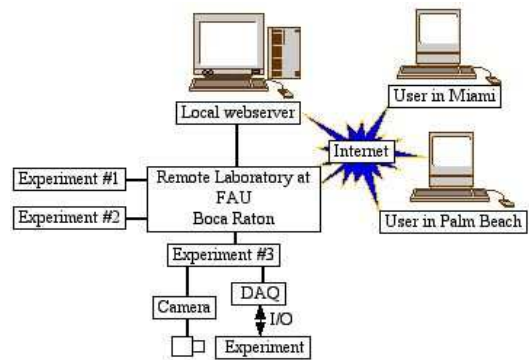 Local webserver
User in Miami
Internet
Experiment #1
Remote Laboratory at
FAU
Boca Raton
Experiment #2
User in Palm Beach
Experiment #3
Camera
DAQ
I/O
Experiment